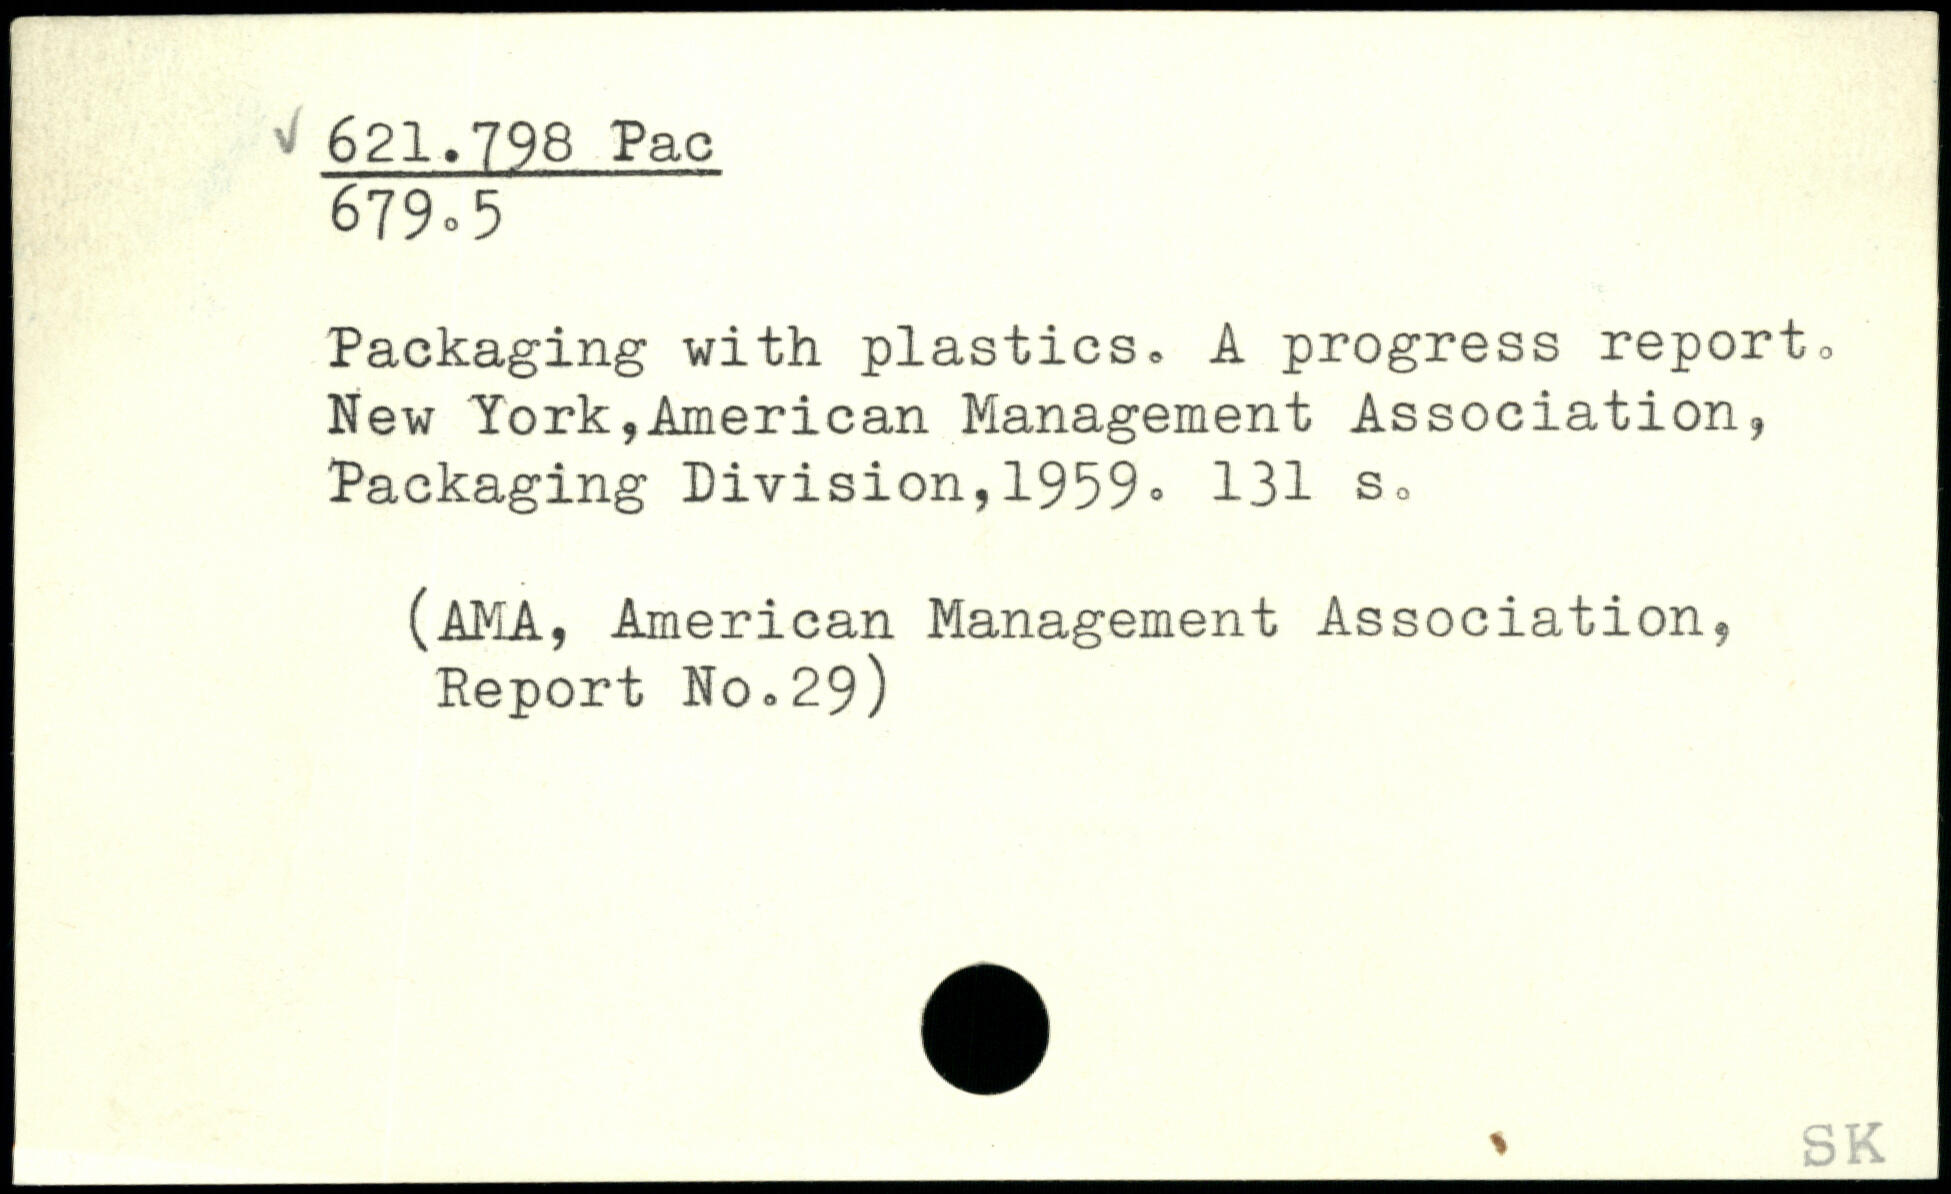 ✓ 621.798 Pac
679.5
Packaging with plastics. A progress report.
New York,American Management Association,
Packaging Division,1959. 131 s.
(AMA, American Management Association,
Report No.29)
SK